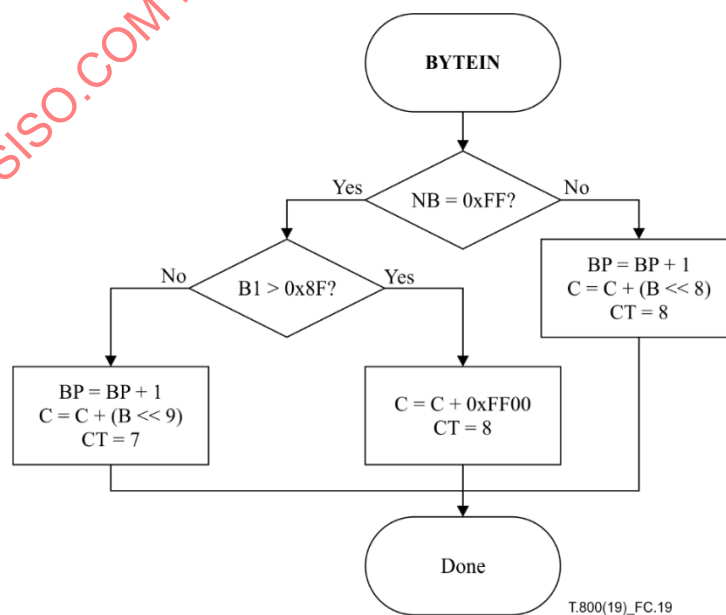 SISO.COM
BYTEIN
Yes
NB = 0xFF?
No
No
B1 > 0x8F?
Yes
BP = BP + 1
C = C + (B << 8)
CT = 8
BP = BP + 1
C = C + (B << 9)
CT = 7
C = C + 0xFF00
CT = 8
Done
T.800(19)_FC.19